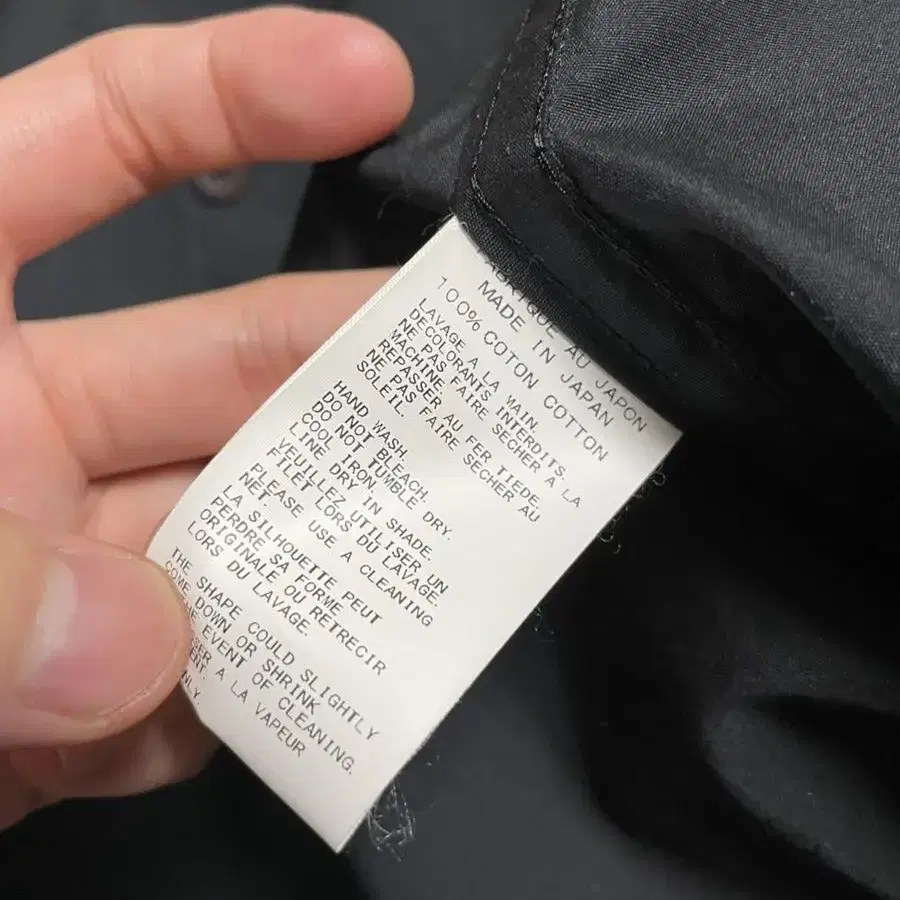 AU JAPON
MADE IN JAPAN
100% COTTON COTTON
LAVAGE A LA MAIN.
DECOLORANTS INTERDITS.
NE PAS FAIRE SECHER A LA
MACHINE.
REPASSER AU FER TIEDE.
NE PAS FAIRE SECHER AU
SOLEIL.
HAND WASH.
DO NOT BLEACH.
DO NOT TUMBLE DRY.
COOL IRON.
LINE DRY IN SHADE.
VEUILLEZ UTILISER UN
FILET LORS DU LAVAGE.
PLEASE USE A CLEANING
NET.
LA SILHOUETTE PEUT
PERDRE SA FORME
ORIGINALE OU RETRECIR
LORS DU LAVAGE.
THE SHAPE COULD SLIGHTLY
COME DOWN OR SHRINK
THE EVENT OF CLEANING.
A LA VAPEUR